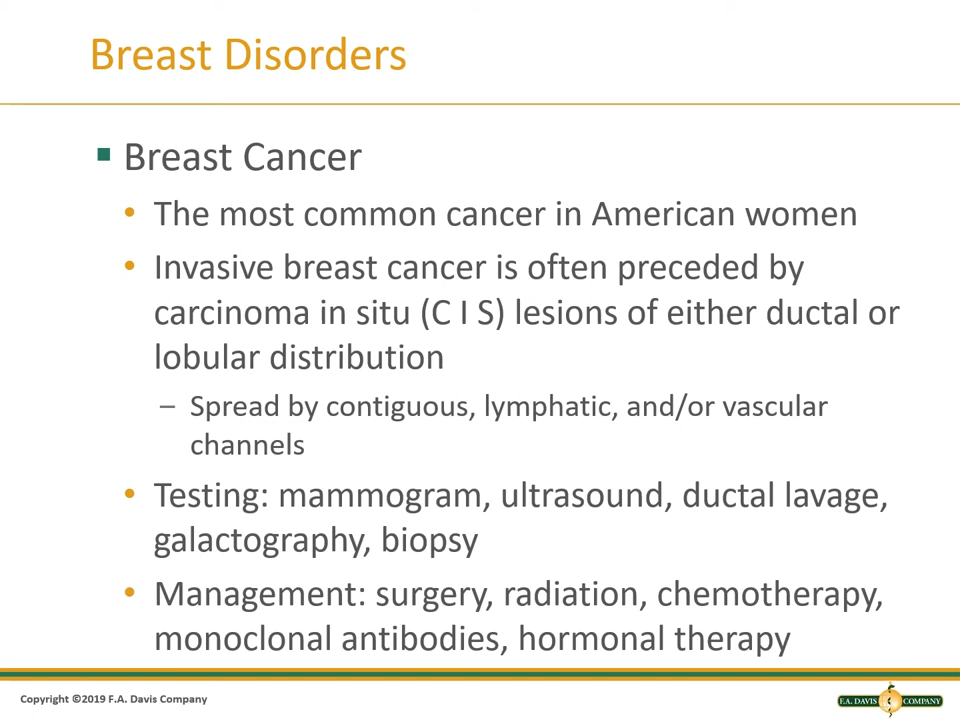 Breast Disorders
Breast Cancer
The most common cancer in American women
Invasive breast cancer is often preceded by
carcinoma in situ (C I S) lesions of either ductal or
lobular distribution
– Spread by contiguous, lymphatic, and/or vascular
channels
Testing: mammogram, ultrasound, ductal lavage,
galactography, biopsy
Management: surgery, radiation, chemotherapy,
monoclonal antibodies, hormonal therapy
Copyright ©2019 F.A. Davis Company
F.A. DAVIS COMPANY